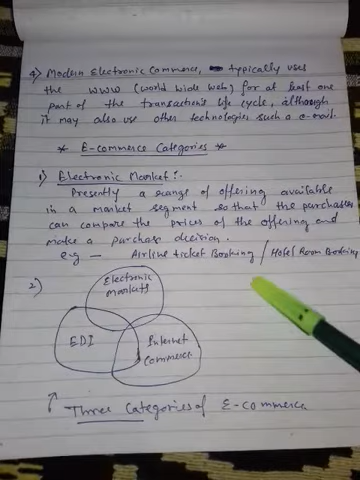 4) Modern Electronic Commerce, typically uses
the www (world wide web) for at least one
part of the transaction's life cycle, although
it may also use other technologies such a e-mail.
* E-commerce Categories *
1) Electronic Market :-
Presently a range of offering available
in a market segment so that the purchases
can compare the prices of the offering and
make a purchase decision.
e.g — Airline ticket Booking / Hotel Room Booking
2)
Electronic
markets
EDI
Internet
Commerce
Three Categories of E-commerce